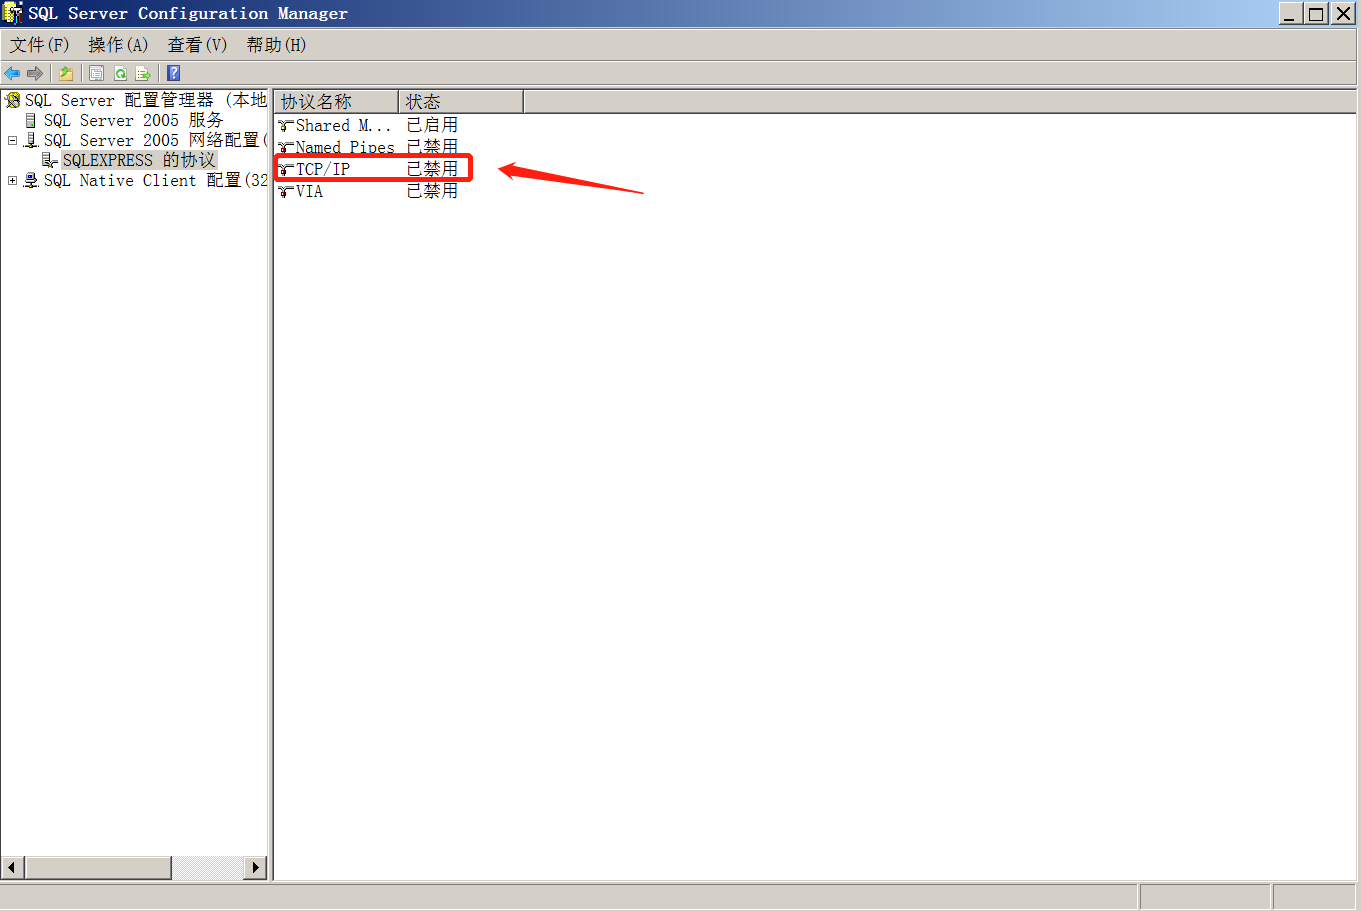 SQL Server Configuration Manager
文件(F) 操作(A) 查看(V) 帮助(H)
SQL Server 配置管理器 (本地
SQL Server 2005 服务
SQL Server 2005 网络配置(
SQLEXPRESS 的协议
SQL Native Client 配置(32
协议名称 状态
Shared M... 已启用
Named Pipes 已禁用
TCP/IP 已禁用
VIA 已禁用